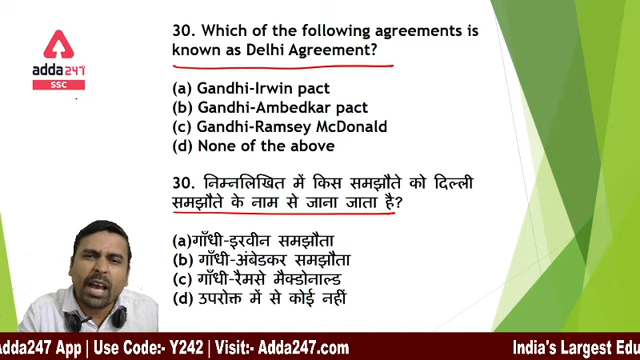 30. Which of the following agreements is
known as Delhi Agreement?
adda247
SSC
(a) Gandhi-Irwin pact
(b) Gandhi-Ambedkar pact
(c) Gandhi-Ramsey McDonald
(d) None of the above
30. निम्नलिखित में किस समझौते को दिल्ली
समझौते के नाम से जाना जाता है?
(a)गाँधी-इरवीन समझौता
(b) गाँधी-अंबेडकर समझौता
(c) गाँधी-रैमसे मैक्डोनाल्ड
(d) उपरोक्त में से कोई नहीं
Adda247 App | Use Code:- Y242 | Visit:- Adda247.com India's Largest Edu